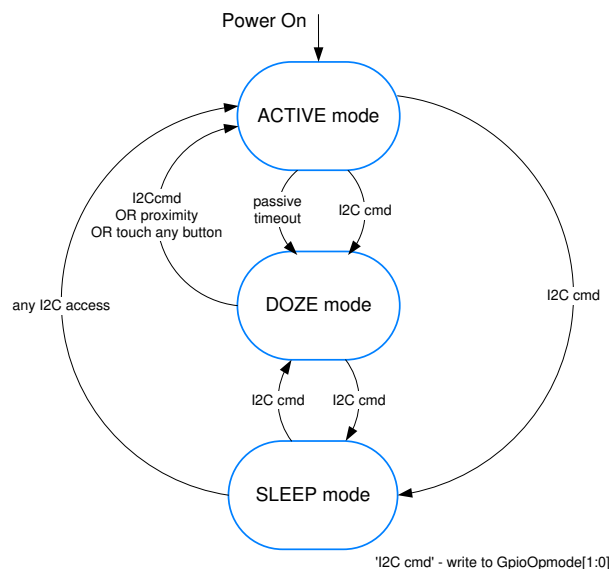 Power On
ACTIVE mode
I2Ccmd
OR proximity
OR touch any button
passive
timeout
I2C cmd
any I2C access
DOZE mode
I2C cmd
I2C cmd
I2C cmd
SLEEP mode
'I2C cmd' - write to GpioOpmode[1:0]